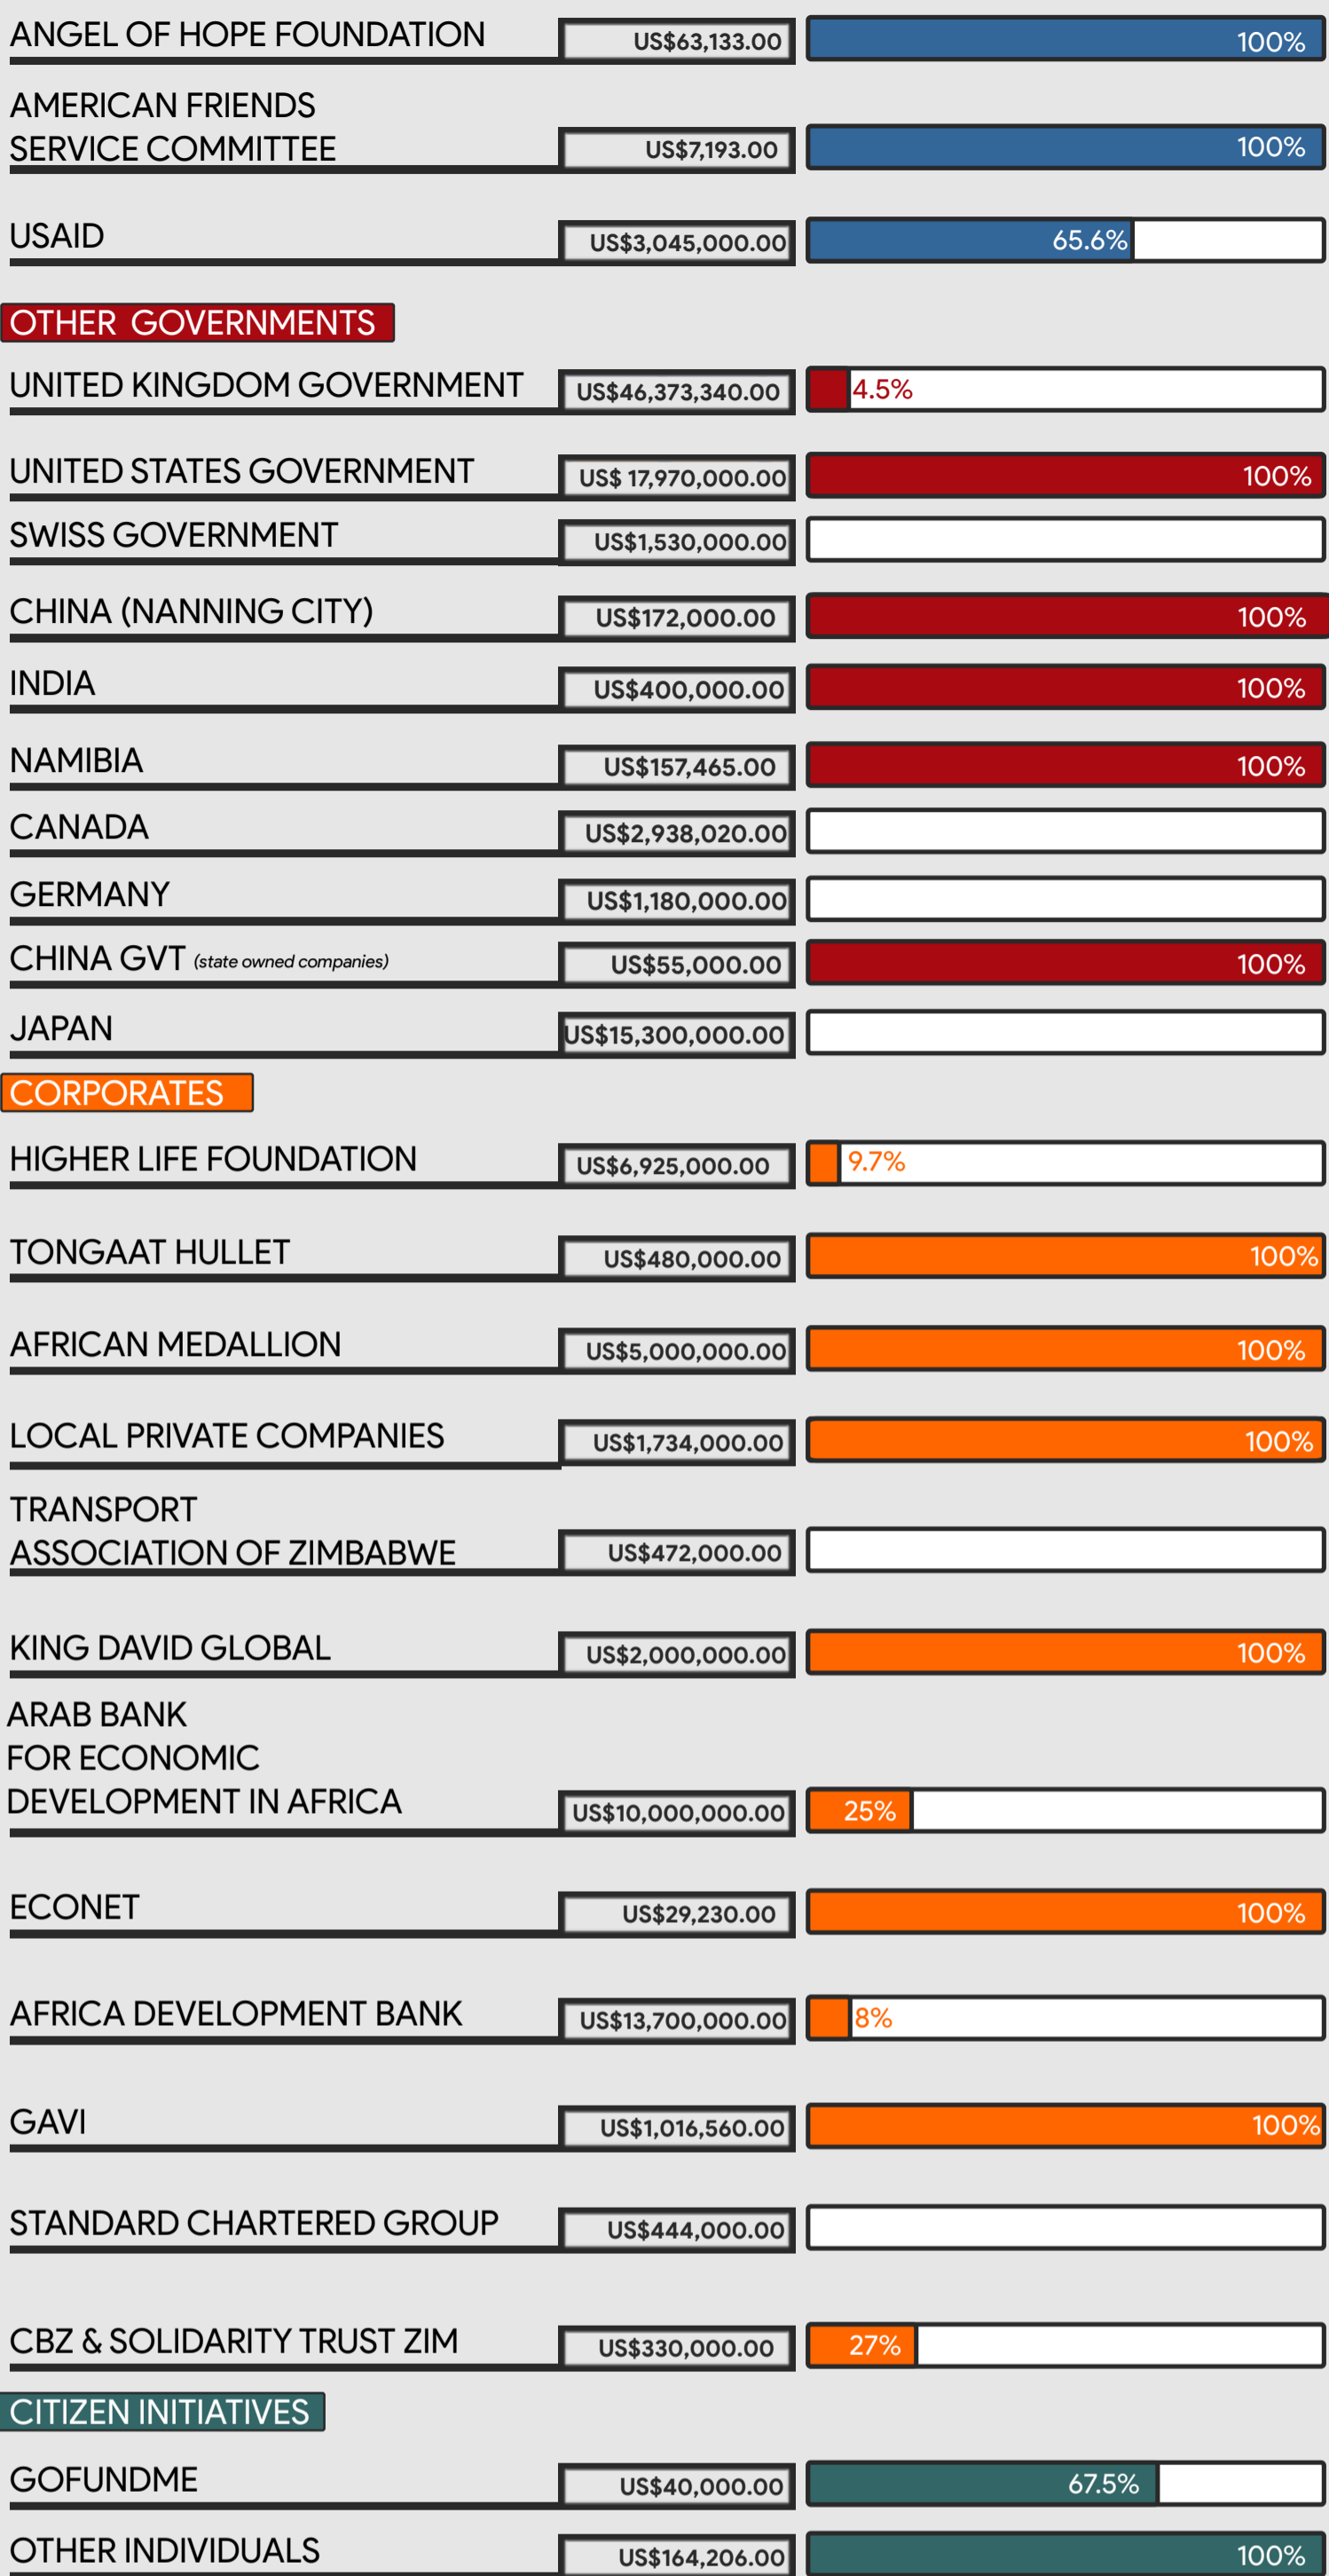 ANGEL OF HOPE FOUNDATION US$63,133.00 100%
AMERICAN FRIENDS
SERVICE COMMITTEE US$7,193.00 100%
USAID US$3,045,000.00 65.6%
OTHER GOVERNMENTS
UNITED KINGDOM GOVERNMENT US$46,373,340.00 4.5%
UNITED STATES GOVERNMENT US$ 17,970,000.00 100%
SWISS GOVERNMENT US$1,530,000.00
CHINA (NANNING CITY) US$172,000.00 100%
INDIA US$400,000.00 100%
NAMIBIA US$157,465.00 100%
CANADA US$2,938,020.00
GERMANY US$1,180,000.00
CHINA GVT (state owned companies) US$55,000.00 100%
JAPAN US$15,300,000.00
CORPORATES
HIGHER LIFE FOUNDATION US$6,925,000.00 9.7%
TONGAAT HULLET US$480,000.00 100%
AFRICAN MEDALLION US$5,000,000.00 100%
LOCAL PRIVATE COMPANIES US$1,734,000.00 100%
TRANSPORT
ASSOCIATION OF ZIMBABWE US$472,000.00
KING DAVID GLOBAL US$2,000,000.00 100%
ARAB BANK
FOR ECONOMIC
DEVELOPMENT IN AFRICA US$10,000,000.00 25%
ECONET US$29,230.00 100%
AFRICA DEVELOPMENT BANK US$13,700,000.00 8%
GAVI US$1,016,560.00 100%
STANDARD CHARTERED GROUP US$444,000.00
CBZ & SOLIDARITY TRUST ZIM US$330,000.00 27%
CITIZEN INITIATIVES
GOFUNDME US$40,000.00 67.5%
OTHER INDIVIDUALS US$164,206.00 100%